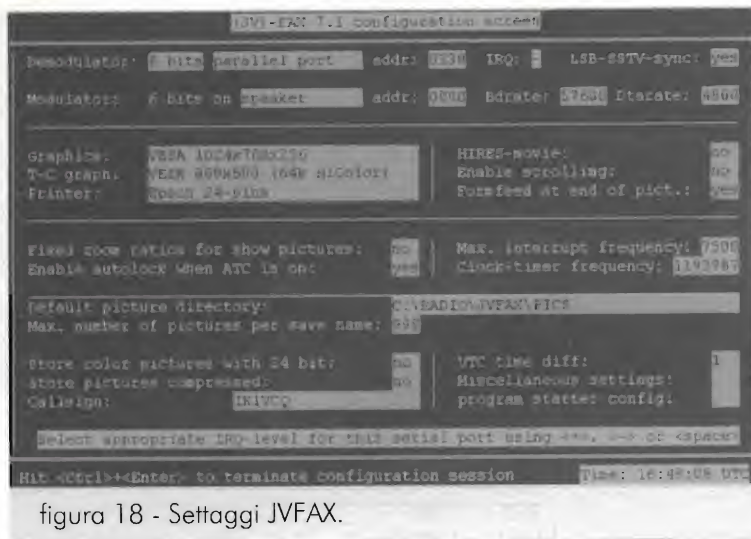 (JV)-FAX 7.1 configuration screen
Demodulator: 6 bits parallel port addr: 0330 IRQ: - LSB-SSTV-sync: yes
Modulator: 6 bits on speaker addr: 0000 Bdrate: 57600 Dtarate: 4800
Graphics: VESA 1024x768x256 HIRES-movie: no
T-C graph. VESA 800x600 (64k HiColor) Enable scrolling: no
Printer: Epson 24-pins Formfeed at end of pict.: yes
Fixed zoom ratios for show pictures: no Max. interrupt frequency: 7500
Enable autolock when ATC is on: yes Clock-timer frequency:
Default picture directory: C:\RADIO\JVFAX\PICS
Max. number of pictures per save name: 999
Store color pictures with 24 bit: no UTC time diff: 1
Store pictures compressed: no Miscellaneous settings:
Callsign: program starter config:
Select appropriate IRQ-level for this serial port using <+>, <-> or <space>
Hit <Ctrl>+<Enter> to terminate configuration session Time: 16:48:08 UTC
figura 18 - Settaggi JVFAX.